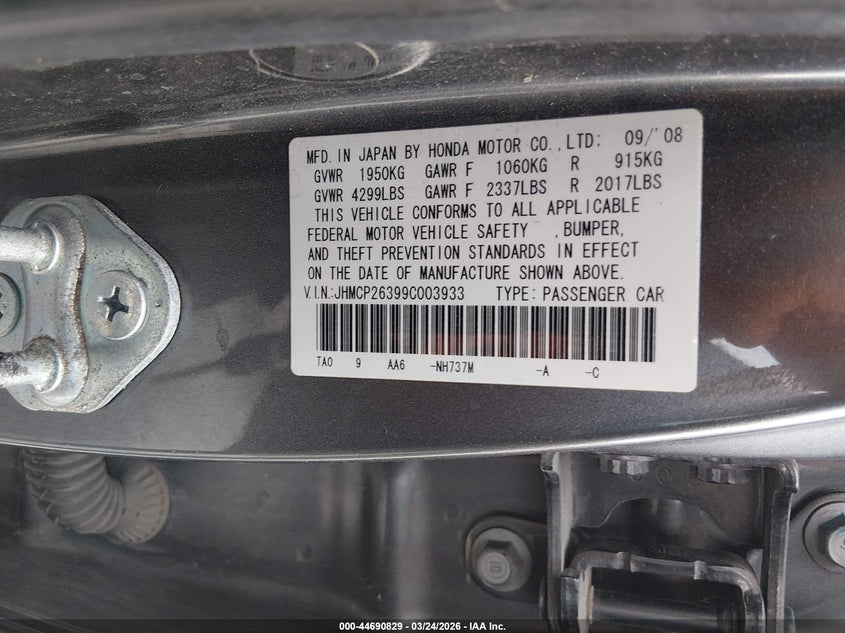 MFD. IN JAPAN BY HONDA MOTOR CO.,LTD: 09/'08
GVWR 1950KG GAWR F 1060KG R 915KG
GVWR 4299LBS GAWR F 2337LBS R 2017LBS
THIS VEHICLE CONFORMS TO ALL APPLICABLE
FEDERAL MOTOR VEHICLE SAFETY ,BUMPER,
AND THEFT PREVENTION STANDARDS IN EFFECT
ON THE DATE OF MANUFACTURE SHOWN ABOVE.
V.I.N.:JHMCP26399C003933 TYPE: PASSENGER CAR
TA0 9 AA6 -NH737M -A -C
000-44690829 - 03/24/2026 - IAA Inc.